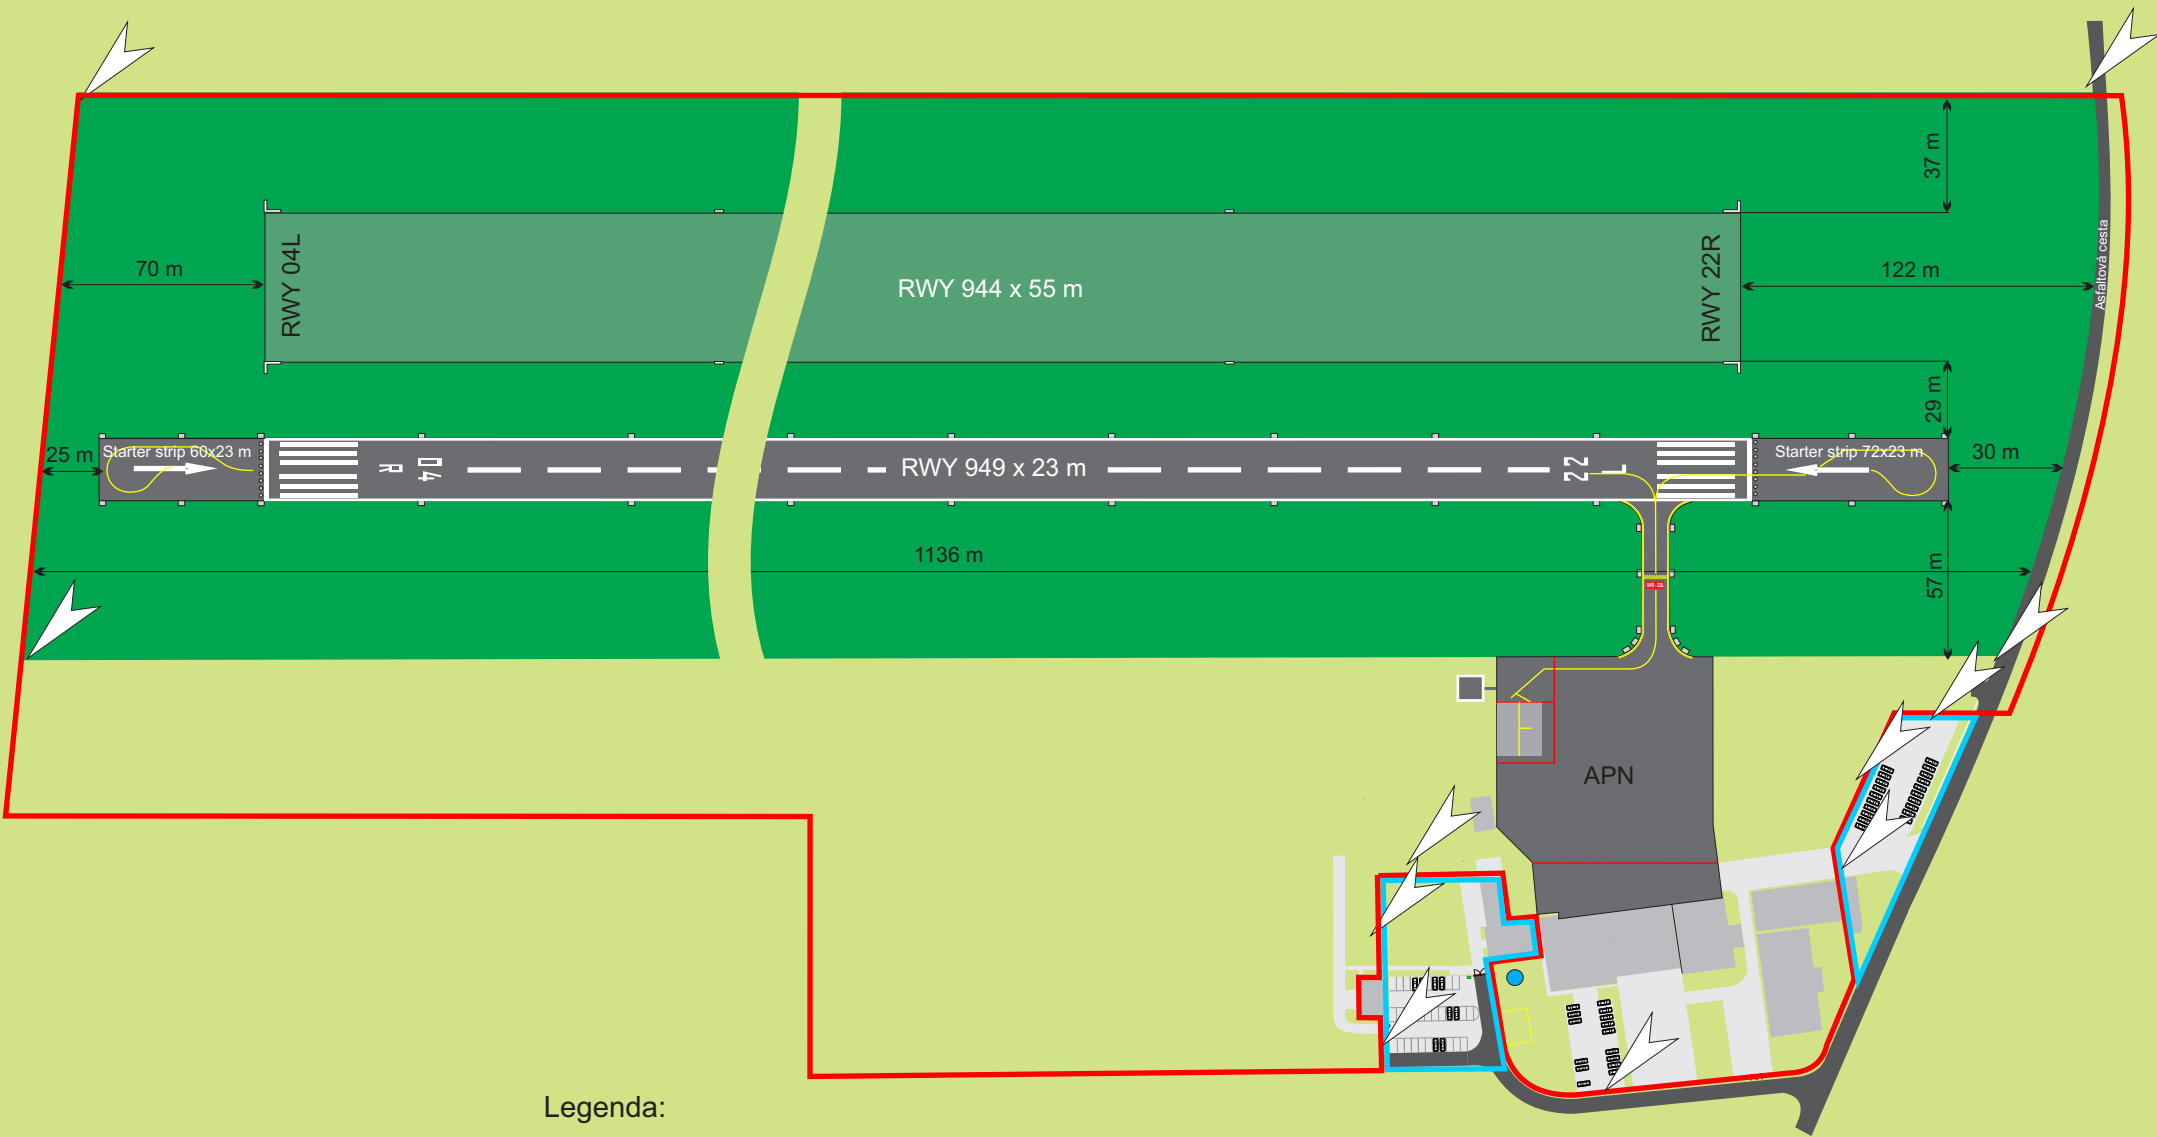 37 m
RWY 04L
70 m
RWY 944 x 55 m
RWY 22R
122 m
Asfaltová cesta
29 m
25 m
Starter strip 60x23 m
04
R
RWY 949 x 23 m
22
L
Starter strip 72x23 m
30 m
1136 m
57 m
APN
Legenda: